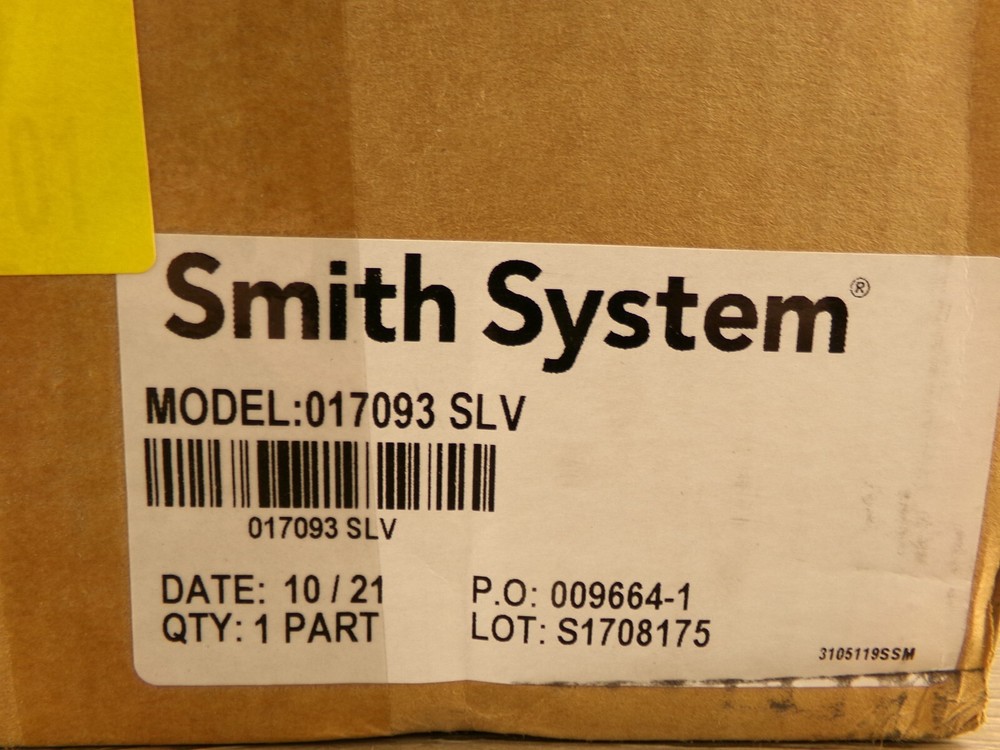 Smith System®
MODEL:017093 SLV
017093 SLV
DATE: 10 / 21
P.O: 009664-1
QTY: 1 PART
LOT: S1708175
3105119SSM